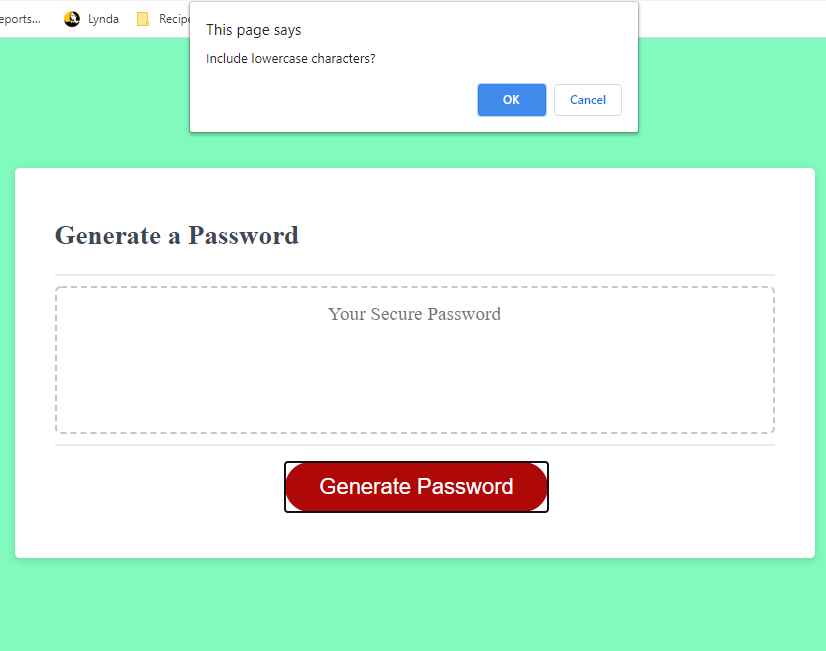 eports...
Lynda
Recipe
This page says
Include lowercase characters?
OK
Cancel
Generate a Password
Your Secure Password
Generate Password